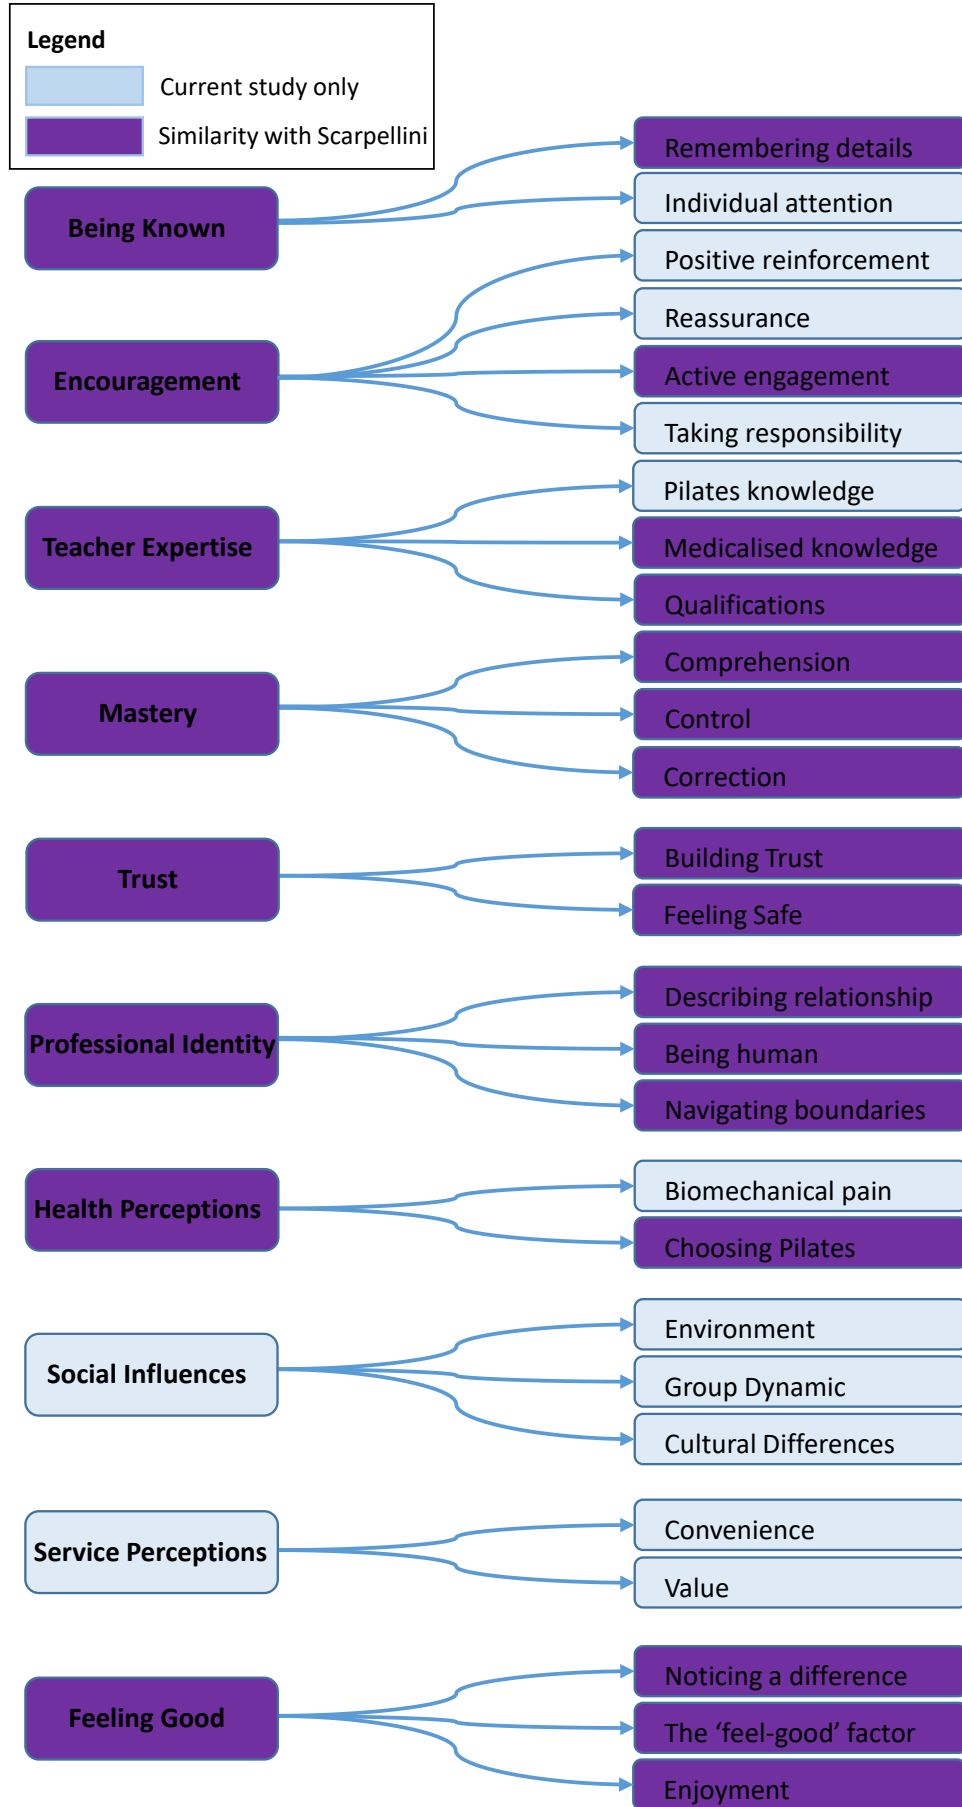 Legend
Current study only
Similarity with Scarpellini
Being Known
Remembering details
Individual attention
Encouragement
Positive reinforcement
Reassurance
Active engagement
Taking responsibility
Teacher Expertise
Pilates knowledge
Medicalised knowledge
Qualifications
Mastery
Comprehension
Control
Correction
Trust
Building Trust
Feeling Safe
Professional Identity
Describing relationship
Being human
Navigating boundaries
Health Perceptions
Biomechanical pain
Choosing Pilates
Social Influences
Environment
Group Dynamic
Cultural Differences
Service Perceptions
Convenience
Value
Feeling Good
Noticing a difference
The ‘feel-good’ factor
Enjoyment